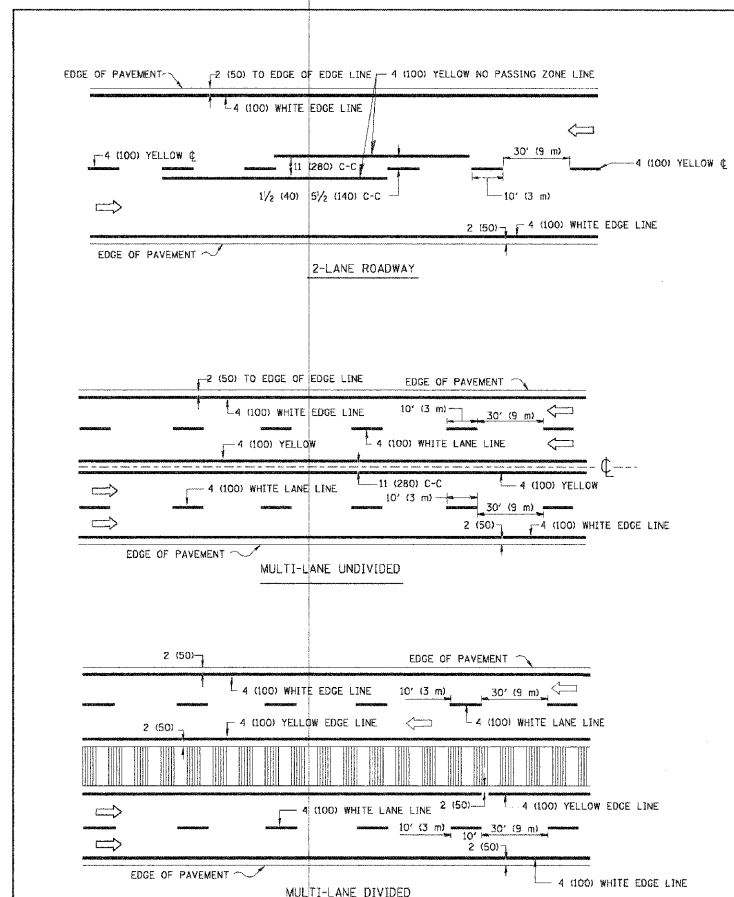 2 (50) TO EDGE OF EDGE LINE
4 (100) YELLOW NO PASSING ZONE LINE
EDGE OF PAVEMENT
4 (100) WHITE EDGE LINE
30' (9 m)
4 (100) YELLOW ℄
11 (280) C-C
4 (100) YELLOW ℄
1½ (40) 5½ (140) C-C
10' (3 m)
2 (50)
4 (100) WHITE EDGE LINE
EDGE OF PAVEMENT
2-LANE ROADWAY
2 (50) TO EDGE OF EDGE LINE
EDGE OF PAVEMENT
4 (100) WHITE EDGE LINE
10' (3 m)
30' (9 m)
4 (100) YELLOW
4 (100) WHITE LANE LINE
℄
4 (100) WHITE LANE LINE
11 (280) C-C
4 (100) YELLOW
10' (3 m)
30' (9 m)
2 (50)
4 (100) WHITE EDGE LINE
EDGE OF PAVEMENT
MULTI-LANE UNDIVIDED
2 (50)
EDGE OF PAVEMENT
4 (100) WHITE EDGE LINE
10' (3 m)
30' (9 m)
2 (50)
4 (100) YELLOW EDGE LINE
4 (100) WHITE LANE LINE
2 (50)
4 (100) YELLOW EDGE LINE
4 (100) WHITE LANE LINE
10' (3 m)
10'
30' (9 m)
2 (50)
EDGE OF PAVEMENT
4 (100) WHITE EDGE LINE
MULTI-LANE DIVIDED